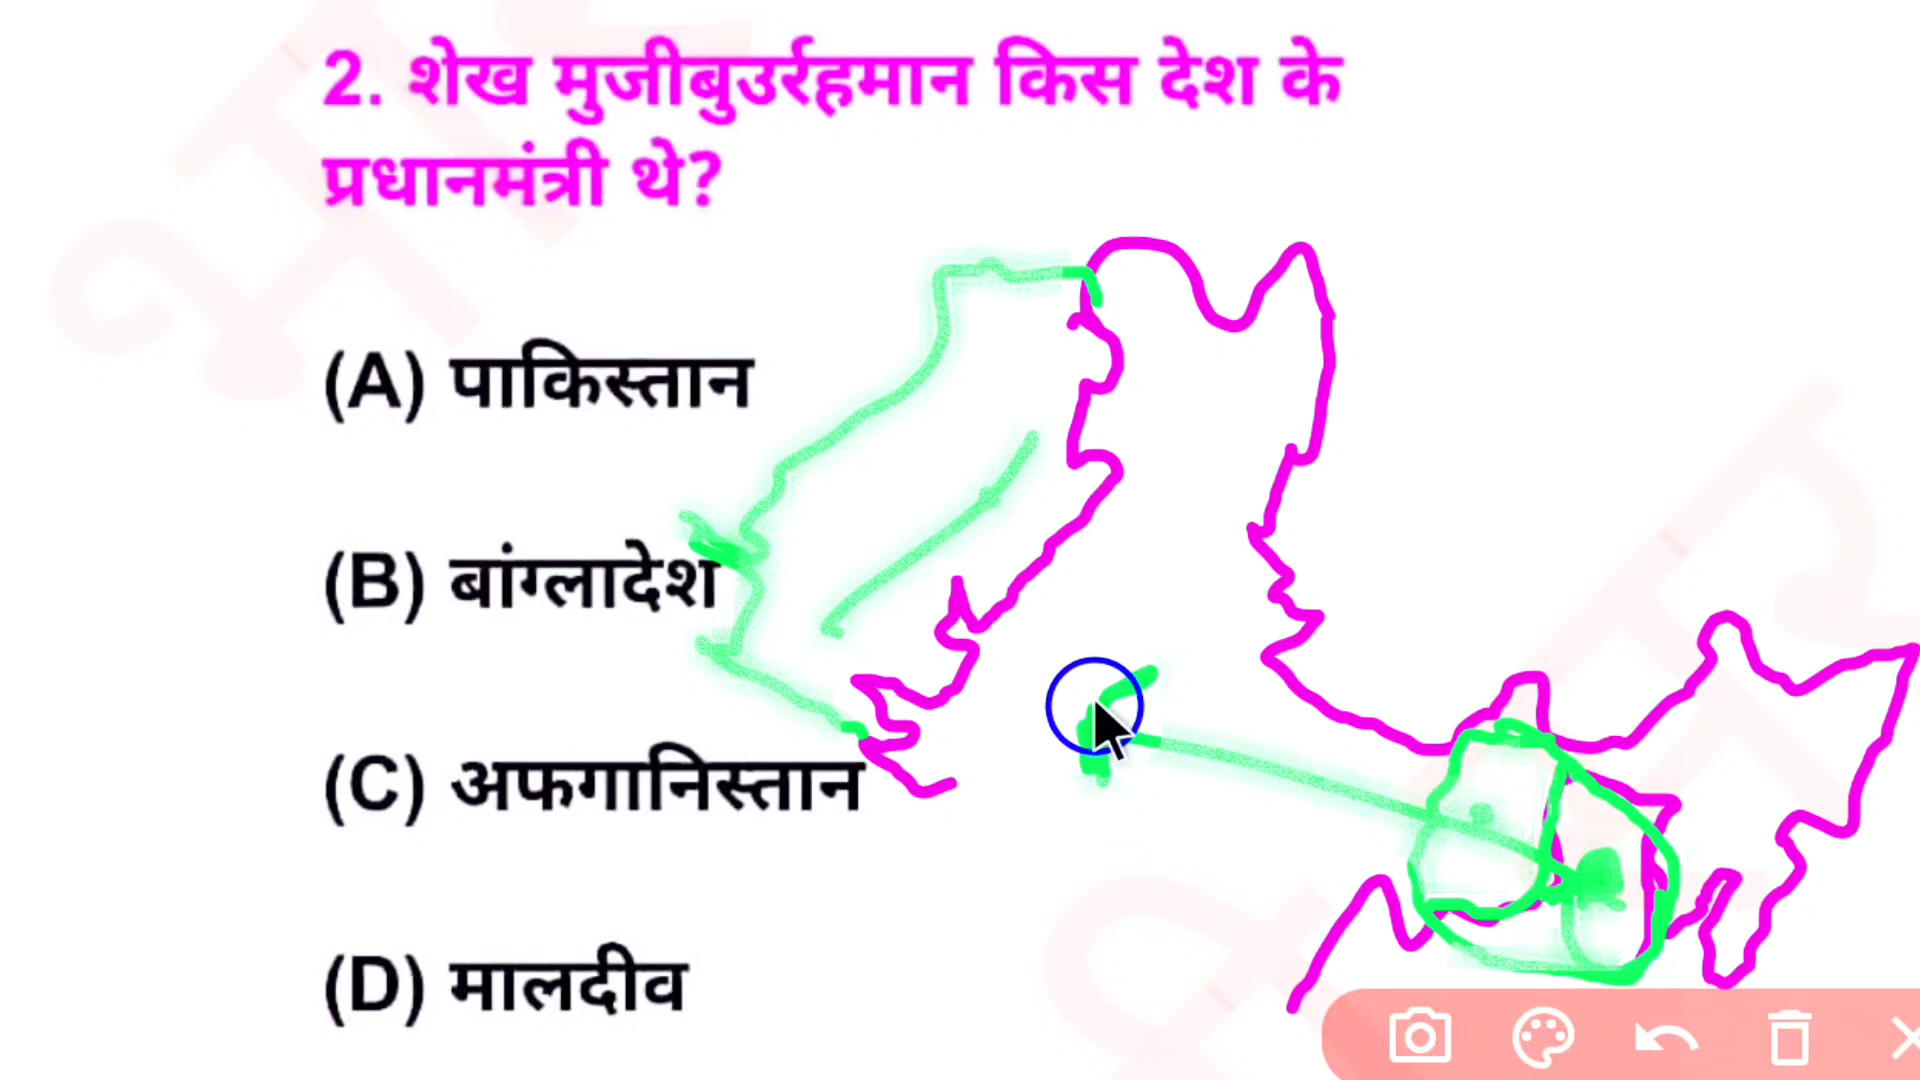 2. शेख मुजीबुउर्रहमान किस देश के
प्रधानमंत्री थे?
(A) पाकिस्तान
(B) बांग्लादेश
(C) अफगानिस्तान
(D) मालदीव